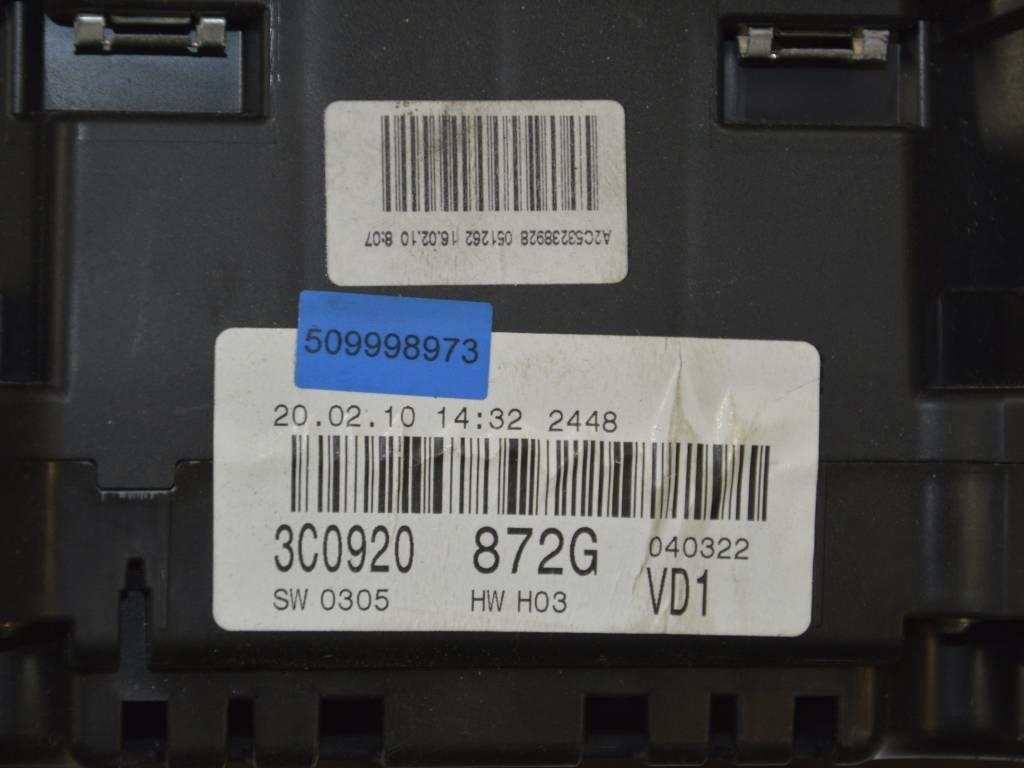 A2C53238928 051262 16.02.10 8:07
509998973
20.02.10 14:32 2448
3C0920 872G 040322
SW 0305 HW H03 VD1